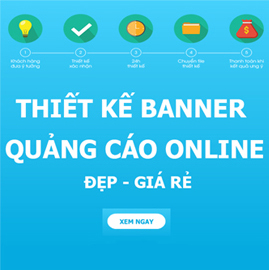 1 2 3 4 5
Khách hàng Thiết kế 24h Chuyển file Thanh toán khi
đưa ý tưởng xác nhận thiết kế thiết kế kết quả ưng ý
THIẾT KẾ BANNER
QUẢNG CÁO ONLINE
ĐẸP - GIÁ RẺ
XEM NGAY